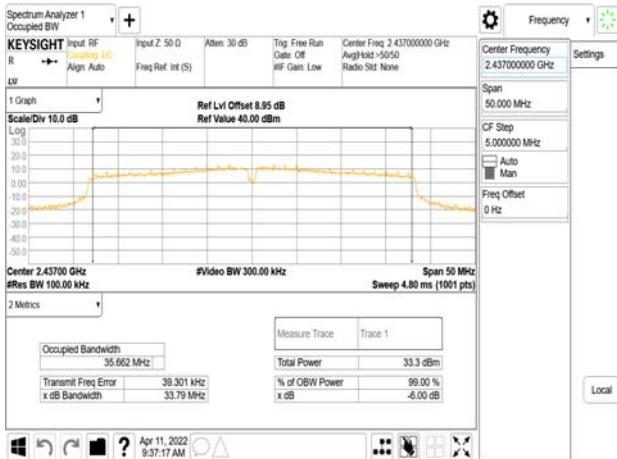 Spectrum Analyzer 1
Occupied BW
Frequency
KEYSIGHT
R
Input: RF
Coupling: DC
Align: Auto
Input Z: 50 Ω
Freq Ref: Int (S)
Atten: 30 dB
Trig: Free Run
Gate: Off
#IF Gain: Low
Center Freq: 2.437000000 GHz
Avg|Hold:>50/50
Radio Std: None
Center Frequency
2.437000000 GHz
Settings
Span
50.000 MHz
CF Step
5.000000 MHz
Auto
Man
Freq Offset
0 Hz
Local
1 Graph
Scale/Div 10.0 dB
Ref Lvl Offset 8.95 dB
Ref Value 40.00 dBm
Log
30.0
20.0
10.0
0.00
-10.0
-20.0
-30.0
-40.0
-50.0
Center 2.43700 GHz
#Res BW 100.00 kHz
#Video BW 300.00 kHz
Span 50 MHz
Sweep 4.80 ms (1001 pts)
2 Metrics
Measure Trace Trace 1
Occupied Bandwidth
35.662 MHz
Total Power 33.3 dBm
Transmit Freq Error 39.301 kHz
% of OBW Power 99.00 %
x dB Bandwidth 33.79 MHz
x dB -6.00 dB
?
Apr 11, 2022
9:37:17 AM